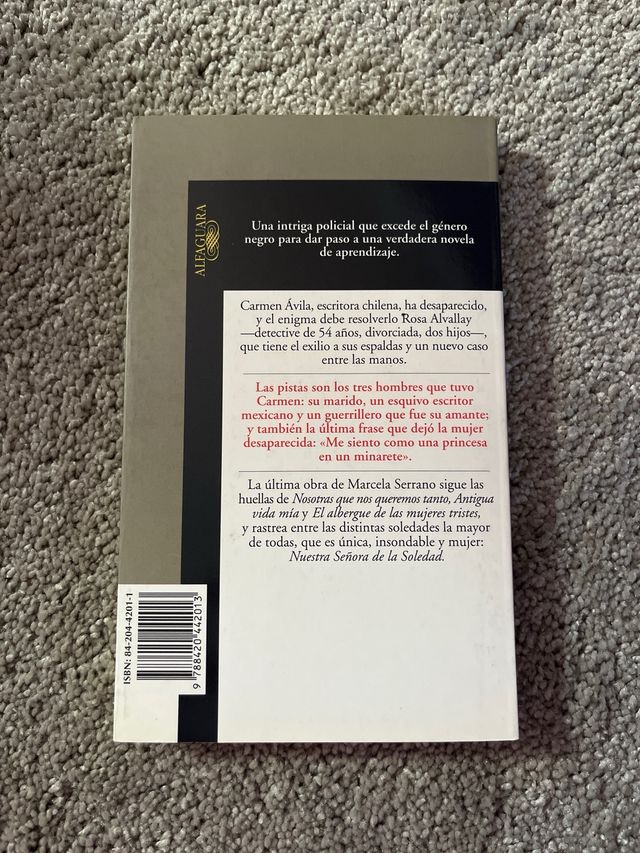 ALFAGUARA
Una intriga policial que excede el género
negro para dar paso a una verdadera novela
de aprendizaje.
Carmen Ávila, escritora chilena, ha desaparecido,
y el enigma debe resolverlo Rosa Alvallay
—detective de 54 años, divorciada, dos hijos—,
que tiene el exilio a sus espaldas y un nuevo caso
entre las manos.
Las pistas son los tres hombres que tuvo
Carmen: su marido, un esquivo escritor
mexicano y un guerrillero que fue su amante;
y también la última frase que dejó la mujer
desaparecida: «Me siento como una princesa
en un minarete».
La última obra de Marcela Serrano sigue las
huellas de Nosotras que nos queremos tanto, Antigua
vida mía y El albergue de las mujeres tristes,
y rastrea entre las distintas soledades la mayor
de todas, que es única, insondable y mujer:
Nuestra Señora de la Soledad.
ISBN: 84-204-4201-1
9 788420 442013